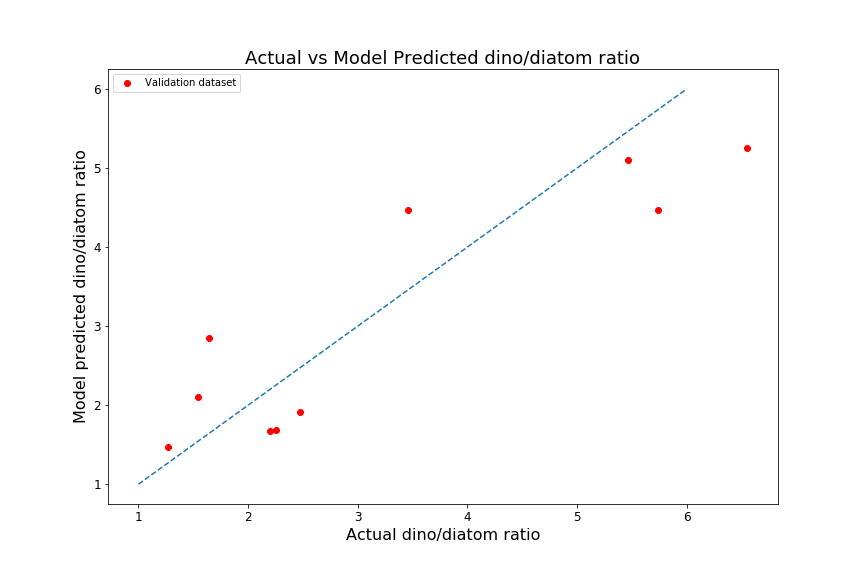 Actual vs Model Predicted dino/diatom ratio
Validation dataset
Model predicted dino/diatom ratio
6
5
4
3
2
1
1 2 3 4 5 6
Actual dino/diatom ratio